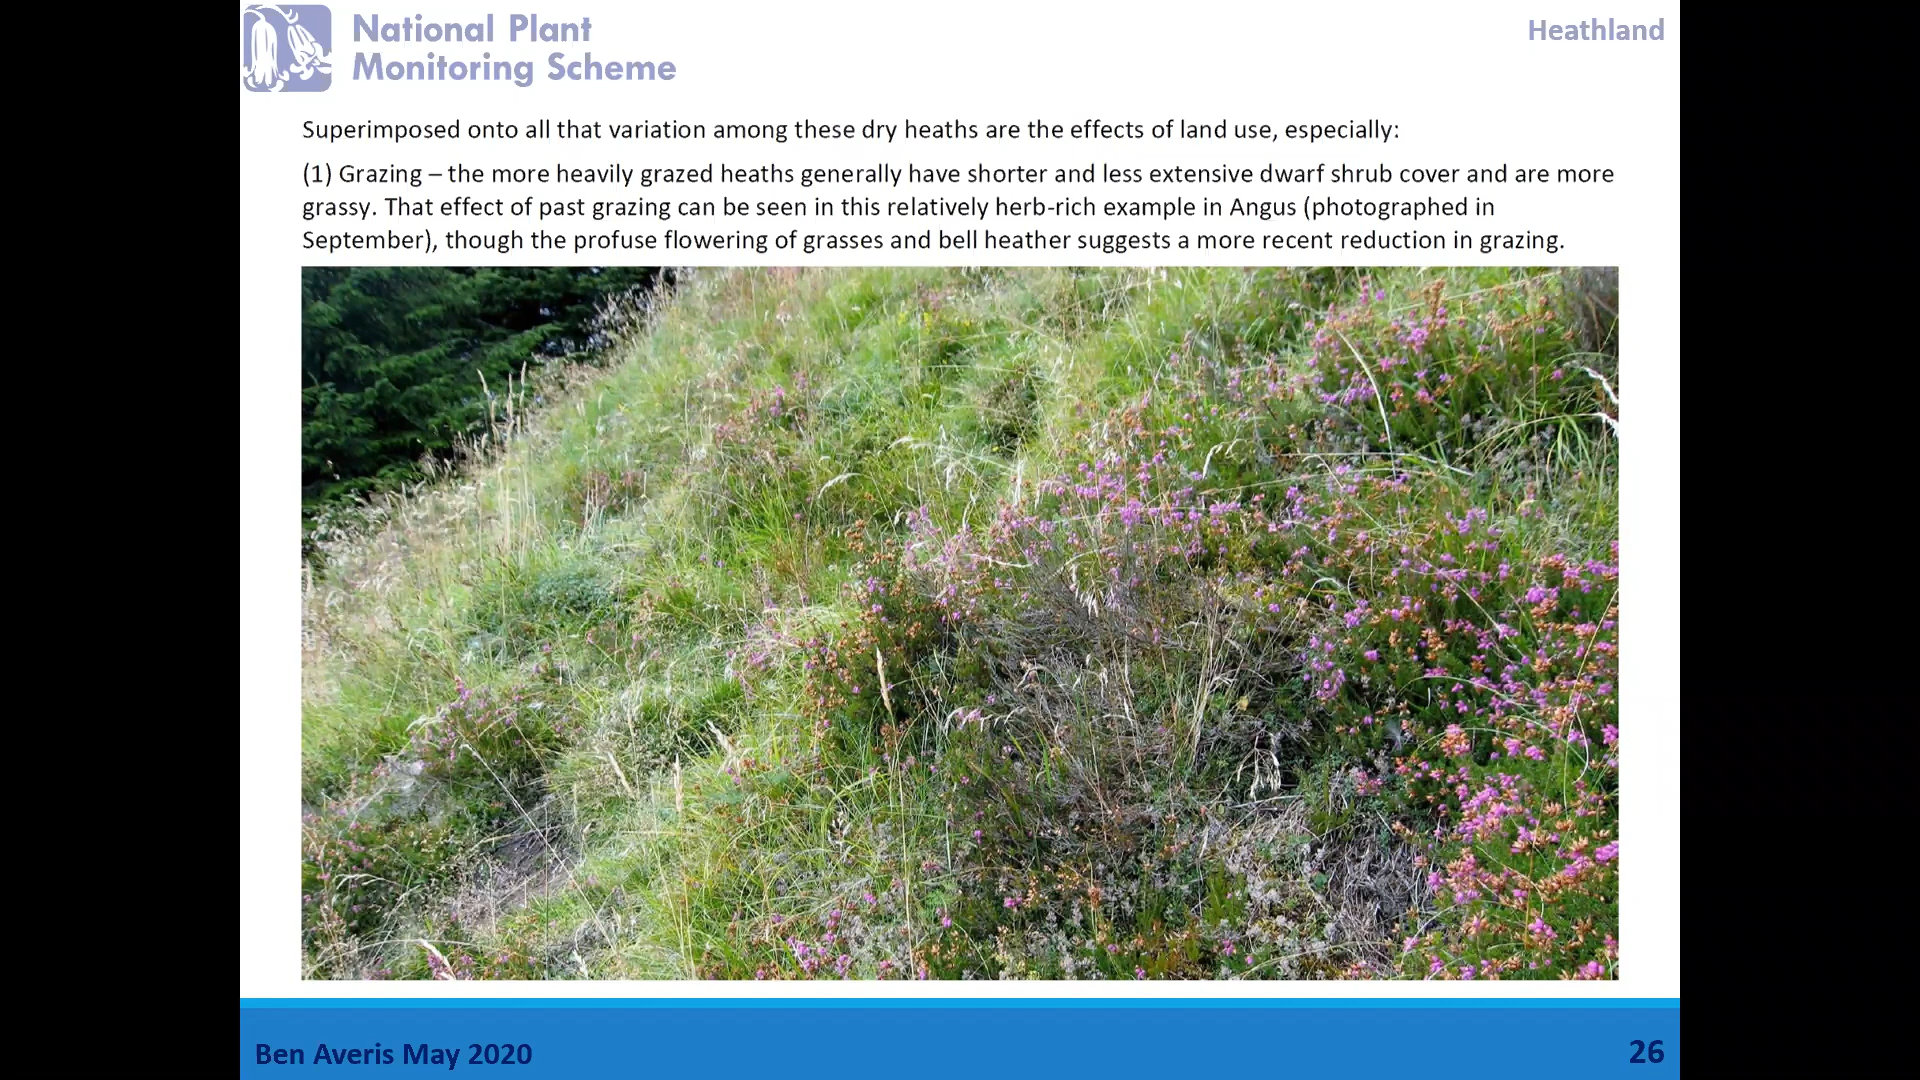 National Plant
Monitoring Scheme
Heathland
Superimposed onto all that variation among these dry heaths are the effects of land use, especially:
(1) Grazing – the more heavily grazed heaths generally have shorter and less extensive dwarf shrub cover and are more
grassy. That effect of past grazing can be seen in this relatively herb-rich example in Angus (photographed in
September), though the profuse flowering of grasses and bell heather suggests a more recent reduction in grazing.
Ben Averis May 2020
26